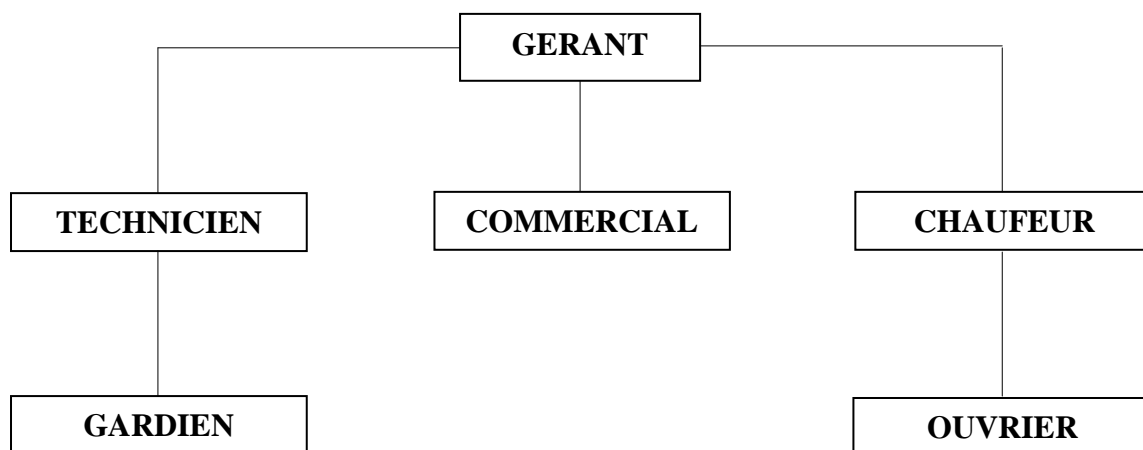 GERANT
TECHNICIEN
COMMERCIAL
CHAUFEUR
GARDIEN
OUVRIER